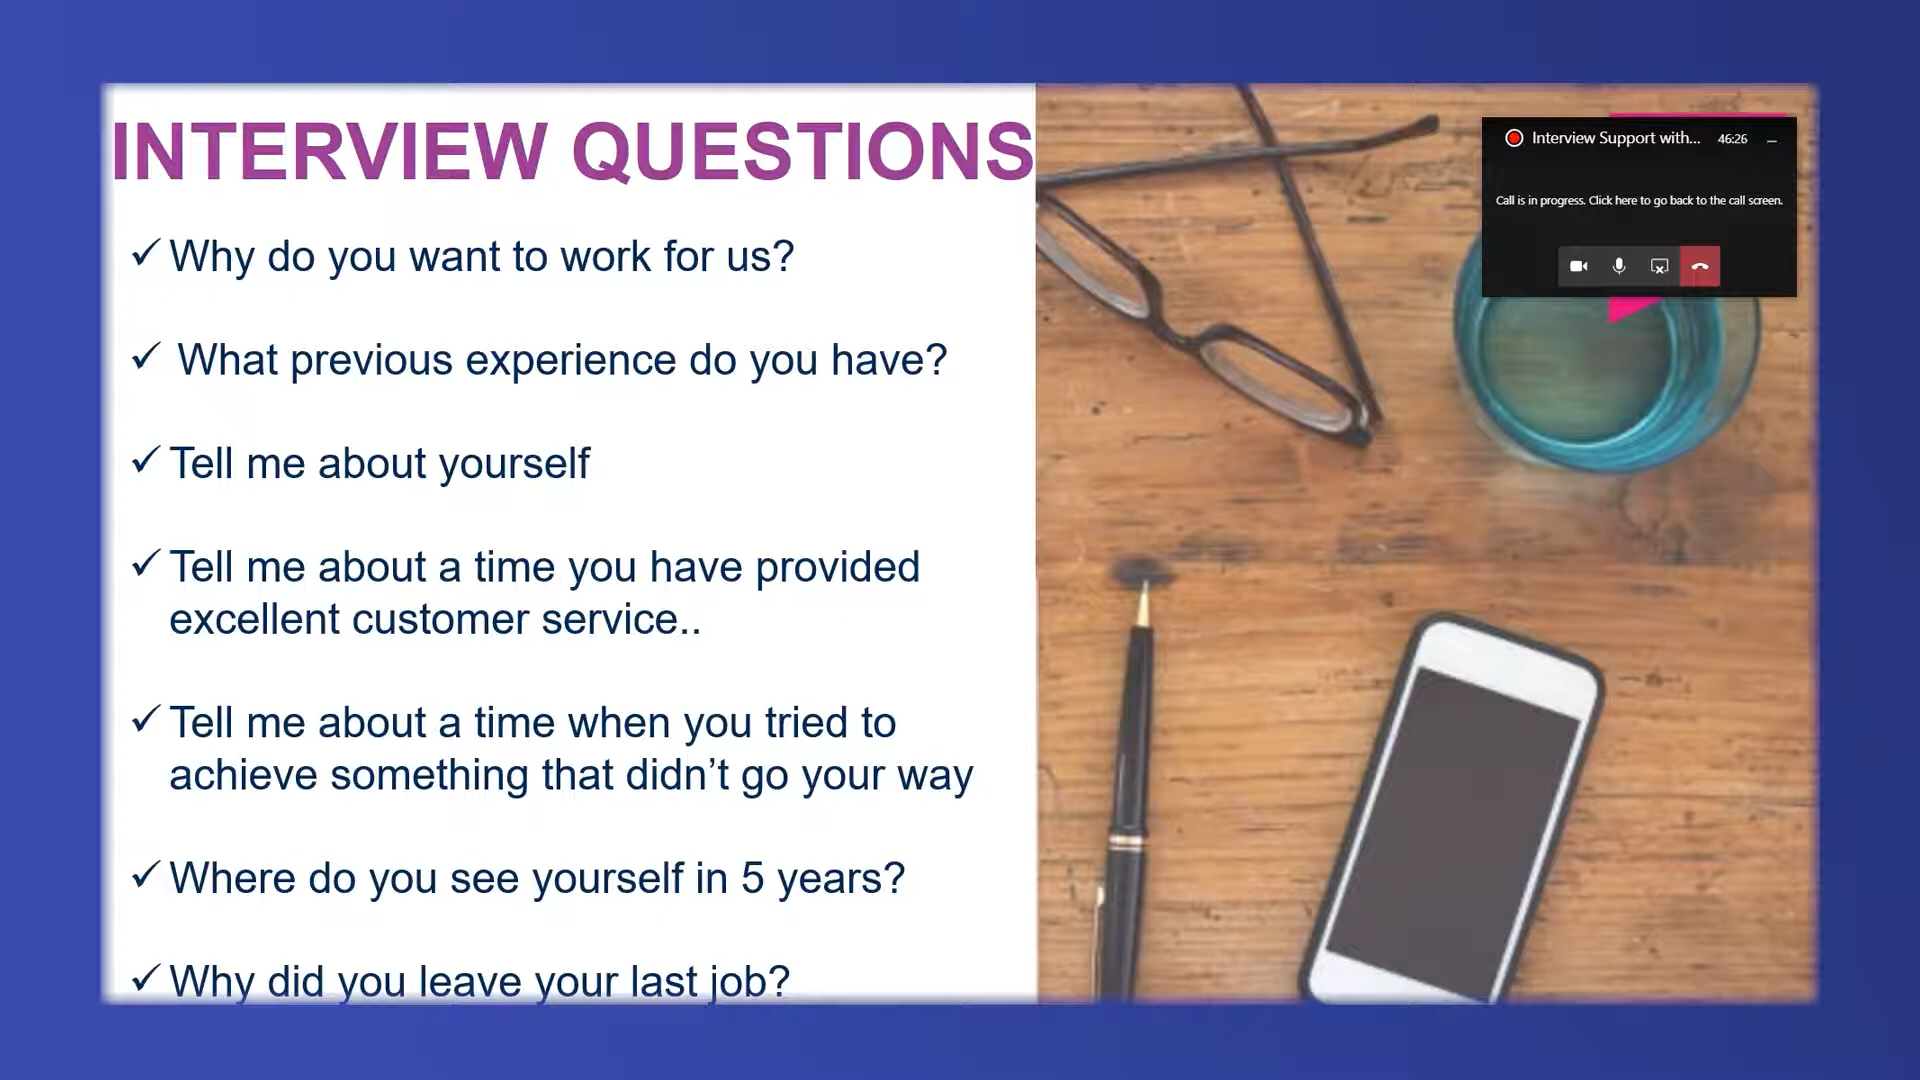 INTERVIEW QUESTIONS
✓ Why do you want to work for us?
✓ What previous experience do you have?
✓ Tell me about yourself
✓ Tell me about a time you have provided
excellent customer service..
✓ Tell me about a time when you tried to
achieve something that didn’t go your way
✓ Where do you see yourself in 5 years?
✓ Why did you leave your last job?
Interview Support with... 46:26
Call is in progress. Click here to go back to the call screen.